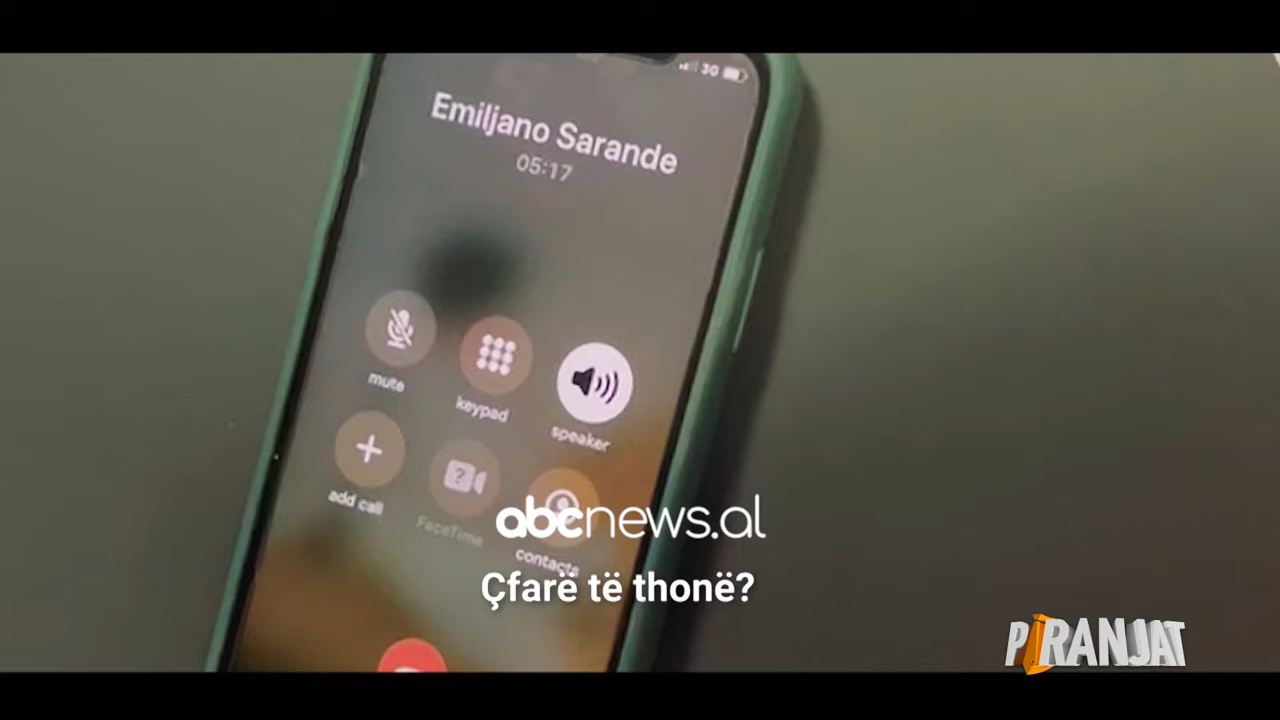 3G
Emiljano Sarande
05:17
mute
keypad
speaker
add call
FaceTime
contacts
abcnews.al
Çfarë të thonë?
PIRANJAT